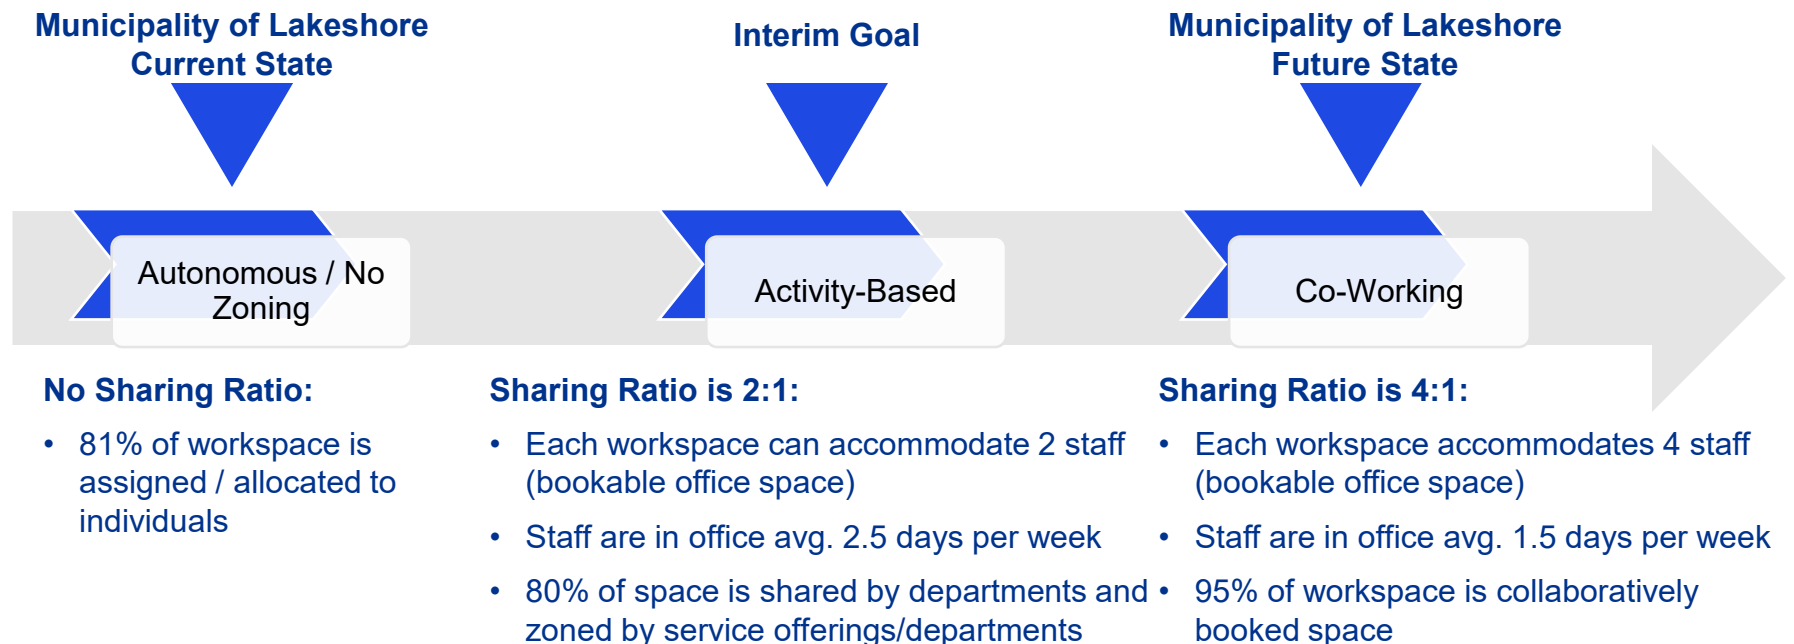 Municipality of Lakeshore
Current State
Interim Goal
Municipality of Lakeshore
Future State
Autonomous / No
Zoning
Activity-Based
Co-Working
No Sharing Ratio:
• 81% of workspace is
assigned / allocated to
individuals
Sharing Ratio is 2:1:
• Each workspace can accommodate 2 staff
(bookable office space)
• Staff are in office avg. 2.5 days per week
• 80% of space is shared by departments and
zoned by service offerings/departments
Sharing Ratio is 4:1:
• Each workspace accommodates 4 staff
(bookable office space)
• Staff are in office avg. 1.5 days per week
• 95% of workspace is collaboratively
booked space